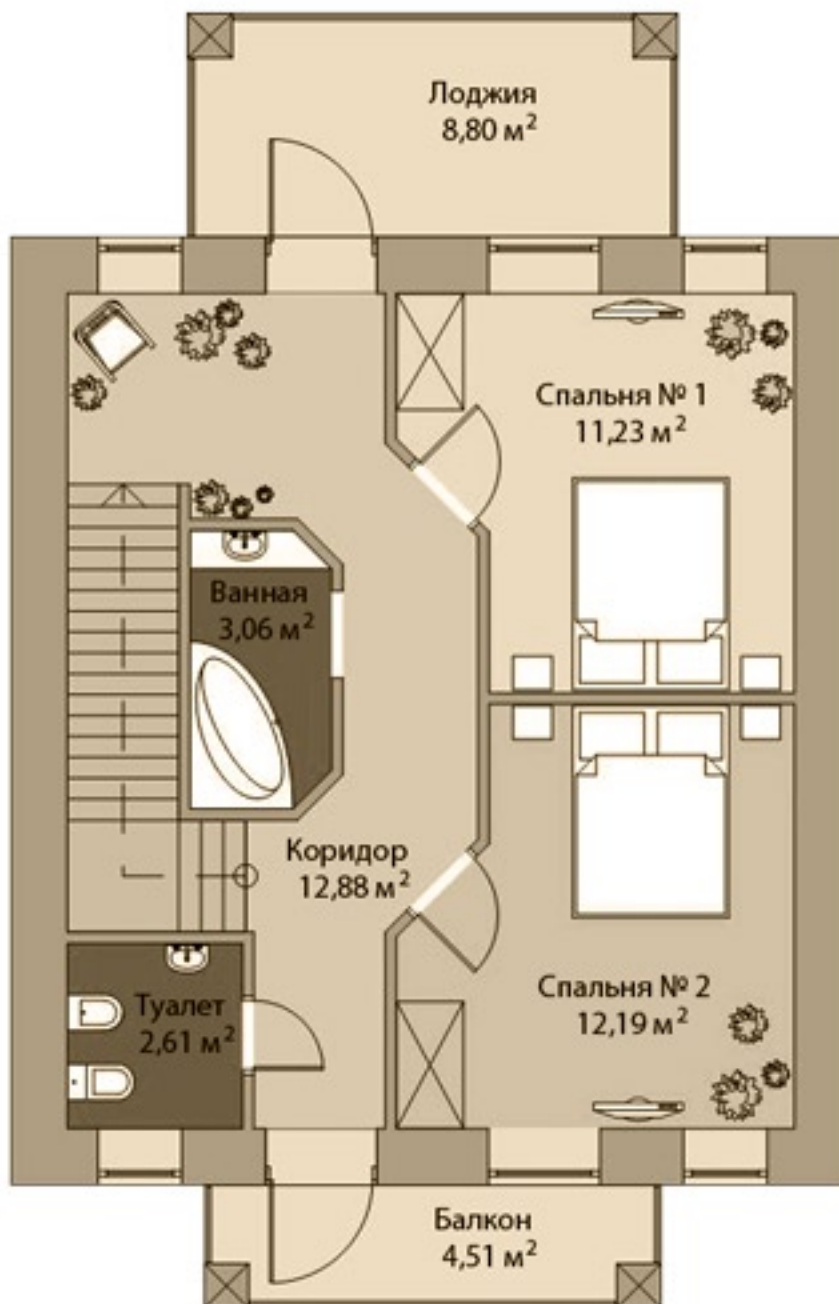 Лоджия
8,80 м²
Спальня № 1
11,23 м²
Ванная
3,06 м²
Коридор
12,88 м²
Туалет
2,61 м²
Спальня № 2
12,19 м²
Балкон
4,51 м²